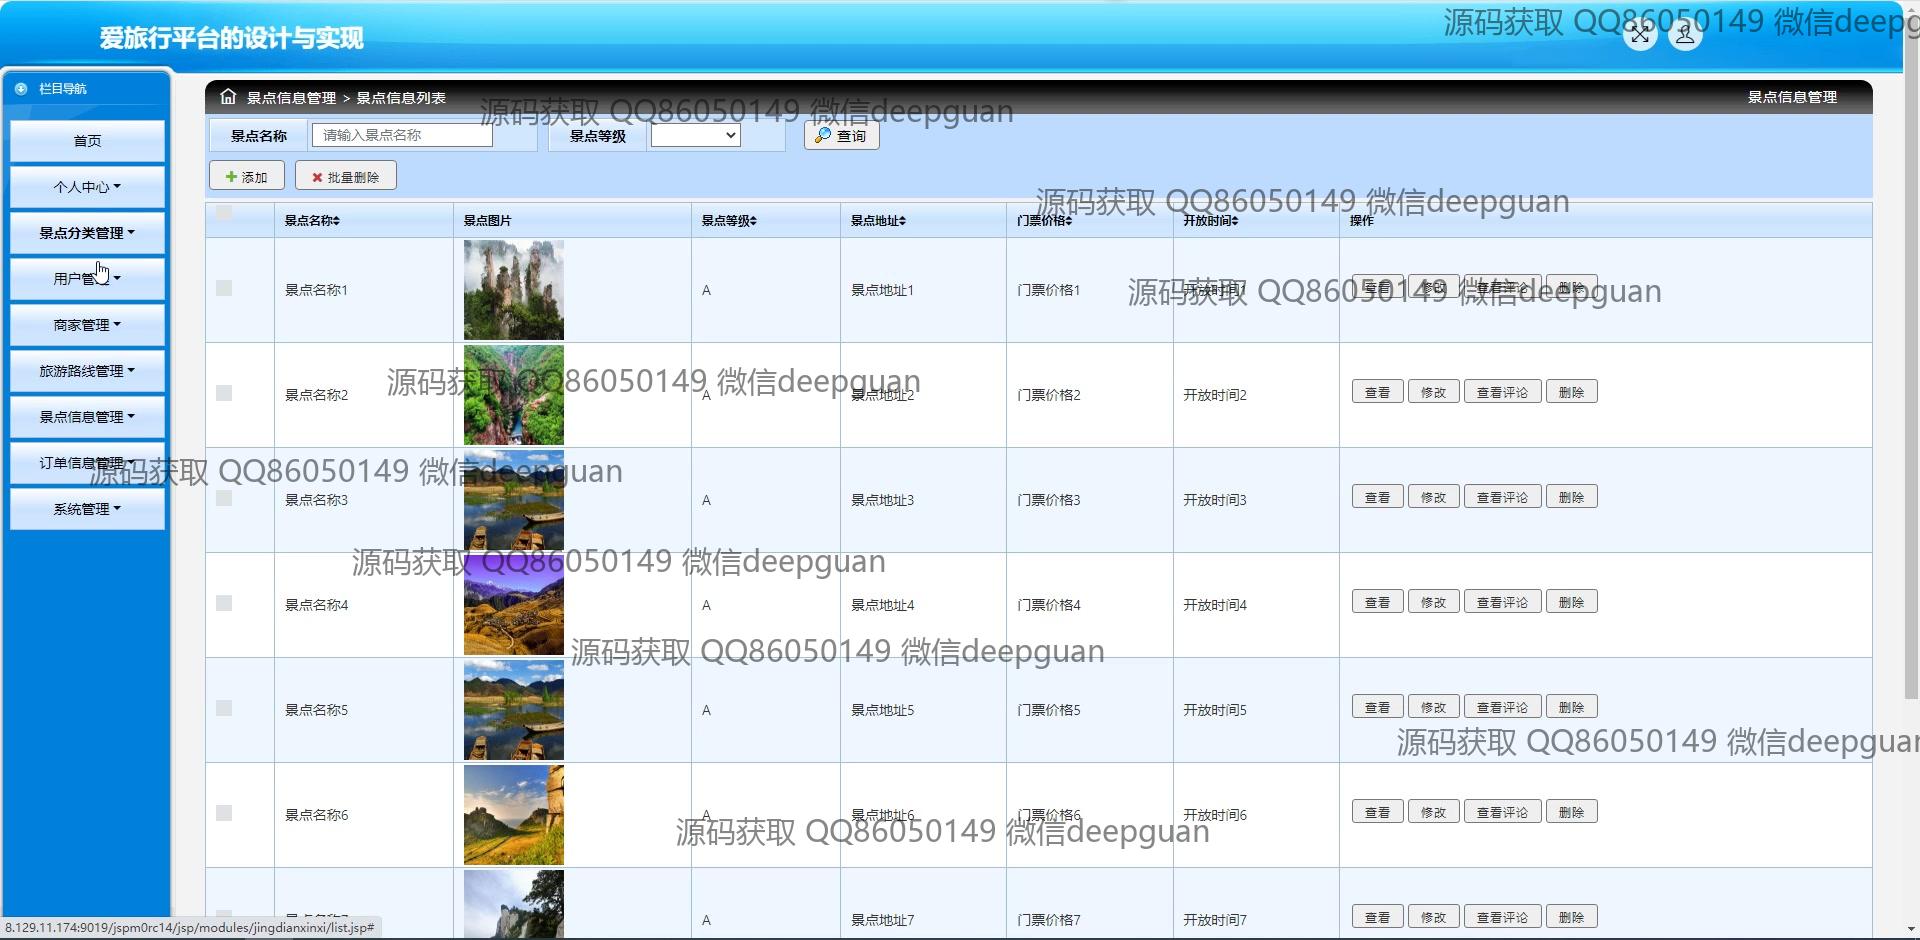 爱旅行平台的设计与实现
源码获取 QQ86050149 微信deepg
栏目导航
首页
个人中心
景点分类管理
用户管
商家管理
旅游路线管理
景点信息管理
订单信息管理
系统管理
景点信息管理 > 景点信息列表
景点信息管理
源码获取 QQ86050149 微信deepguan
景点名称 请输入景点名称 景点等级 查询
添加 批量删除
源码获取 QQ86050149 微信deepguan
景点名称 景点图片 景点等级 景点地址 门票价格 开放时间 操作
景点名称1 A 景点地址1 门票价格1 开放时间1 查看 修改 查看评论 删除
源码获取 QQ86050149 微信deepguan
源码获取 QQ86050149 微信deepguan
景点名称2 A 景点地址2 门票价格2 开放时间2 查看 修改 查看评论 删除
源码获取 QQ86050149 微信deepguan
景点名称3 A 景点地址3 门票价格3 开放时间3 查看 修改 查看评论 删除
源码获取 QQ86050149 微信deepguan
景点名称4 A 景点地址4 门票价格4 开放时间4 查看 修改 查看评论 删除
源码获取 QQ86050149 微信deepguan
景点名称5 A 景点地址5 门票价格5 开放时间5 查看 修改 查看评论 删除
源码获取 QQ86050149 微信deepguan
景点名称6 A 景点地址6 门票价格6 开放时间6 查看 修改 查看评论 删除
源码获取 QQ86050149 微信deepguan
A 景点地址7 门票价格7 开放时间7 查看 修改 查看评论 删除
8.129.11.174:9019/jspm0rc14/jsp/modules/jingdianxinxi/list.jsp#